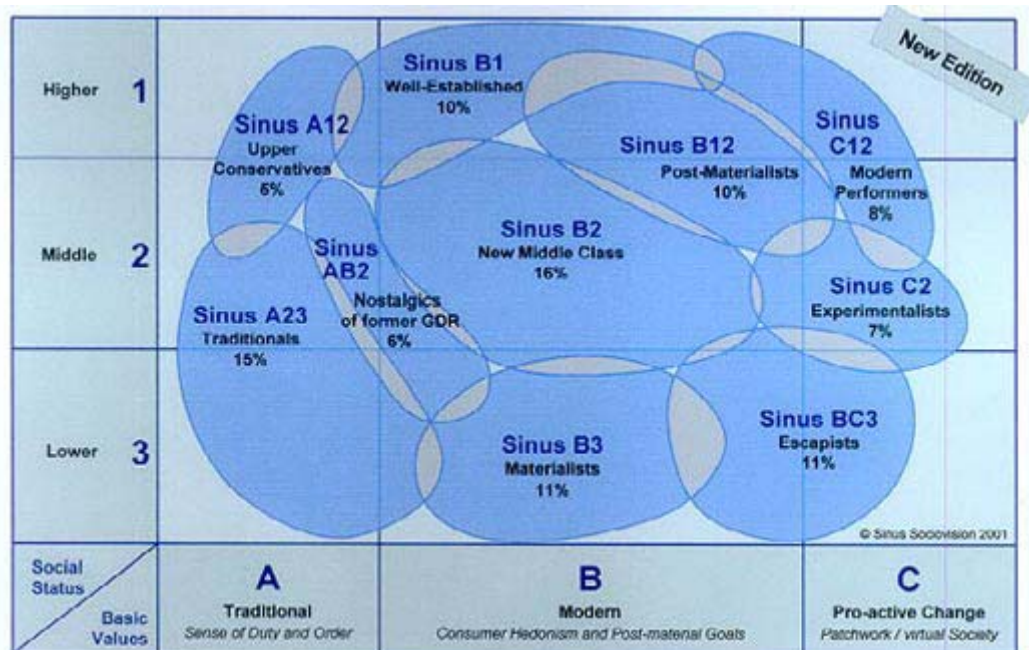 New Edition
Higher 1
Sinus B1
Well-Established
10%
Sinus A12
Upper
Conservatives
5%
Sinus B12
Post-Materialists
10%
Sinus
C12
Modern
Performers
8%
Middle 2
Sinus
AB2
Nostalgics
of former GDR
6%
Sinus B2
New Middle Class
16%
Sinus A23
Traditionals
15%
Sinus C2
Experimentalists
7%
Lower 3
Sinus B3
Materialists
11%
Sinus BC3
Escapists
11%
© Sinus Sociovision 2001
Social
Status
Basic
Values
A
Traditional
Sense of Duty and Order
B
Modern
Consumer Hedonism and Post-material Goals
C
Pro-active Change
Patchwork / virtual Society